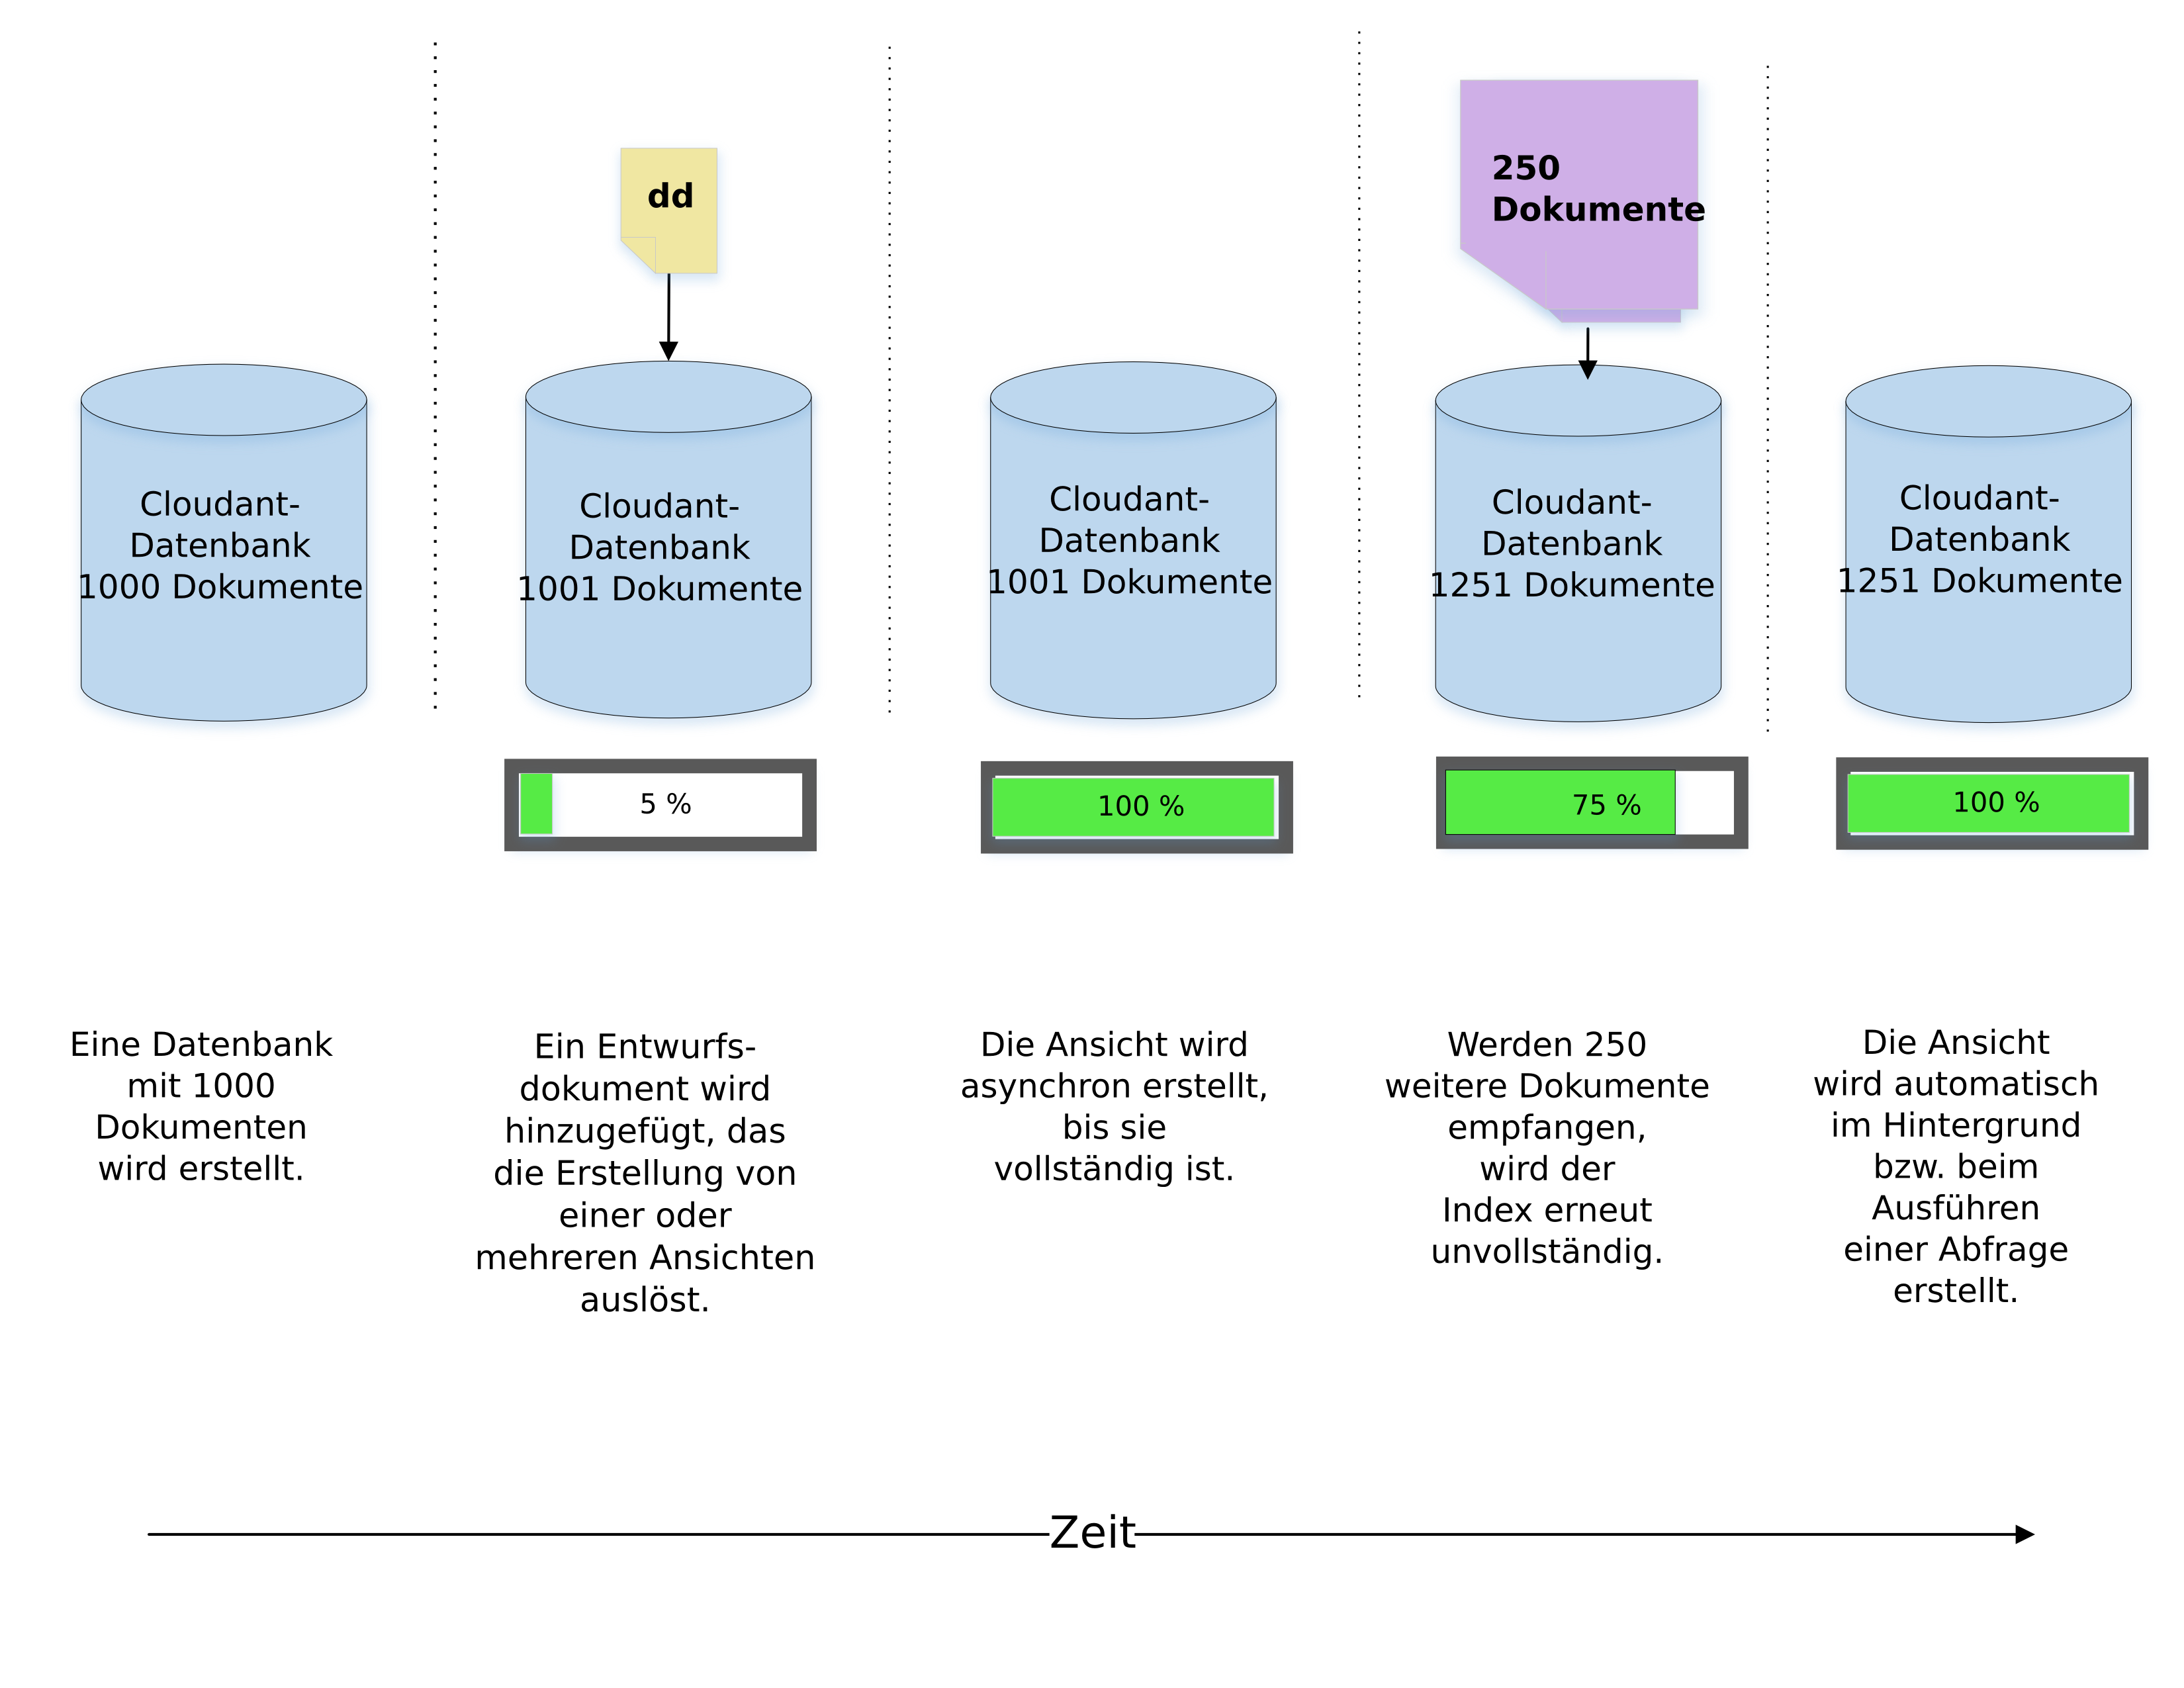 dd
250
Dokumente
Cloudant-
Datenbank
1000 Dokumente
Cloudant-
Datenbank
1001 Dokumente
Cloudant-
Datenbank
1001 Dokumente
Cloudant-
Datenbank
1251 Dokumente
Cloudant-
Datenbank
1251 Dokumente
5 %
100 %
75 %
100 %
Eine Datenbank
mit 1000
Dokumenten
wird erstellt.
Ein Entwurfs-
dokument wird
hinzugefügt, das
die Erstellung von
einer oder
mehreren Ansichten
auslöst.
Die Ansicht wird
asynchron erstellt,
bis sie
vollständig ist.
Werden 250
weitere Dokumente
empfangen,
wird der
Index erneut
unvollständig.
Die Ansicht
wird automatisch
im Hintergrund
bzw. beim
Ausführen
einer Abfrage
erstellt.
Zeit